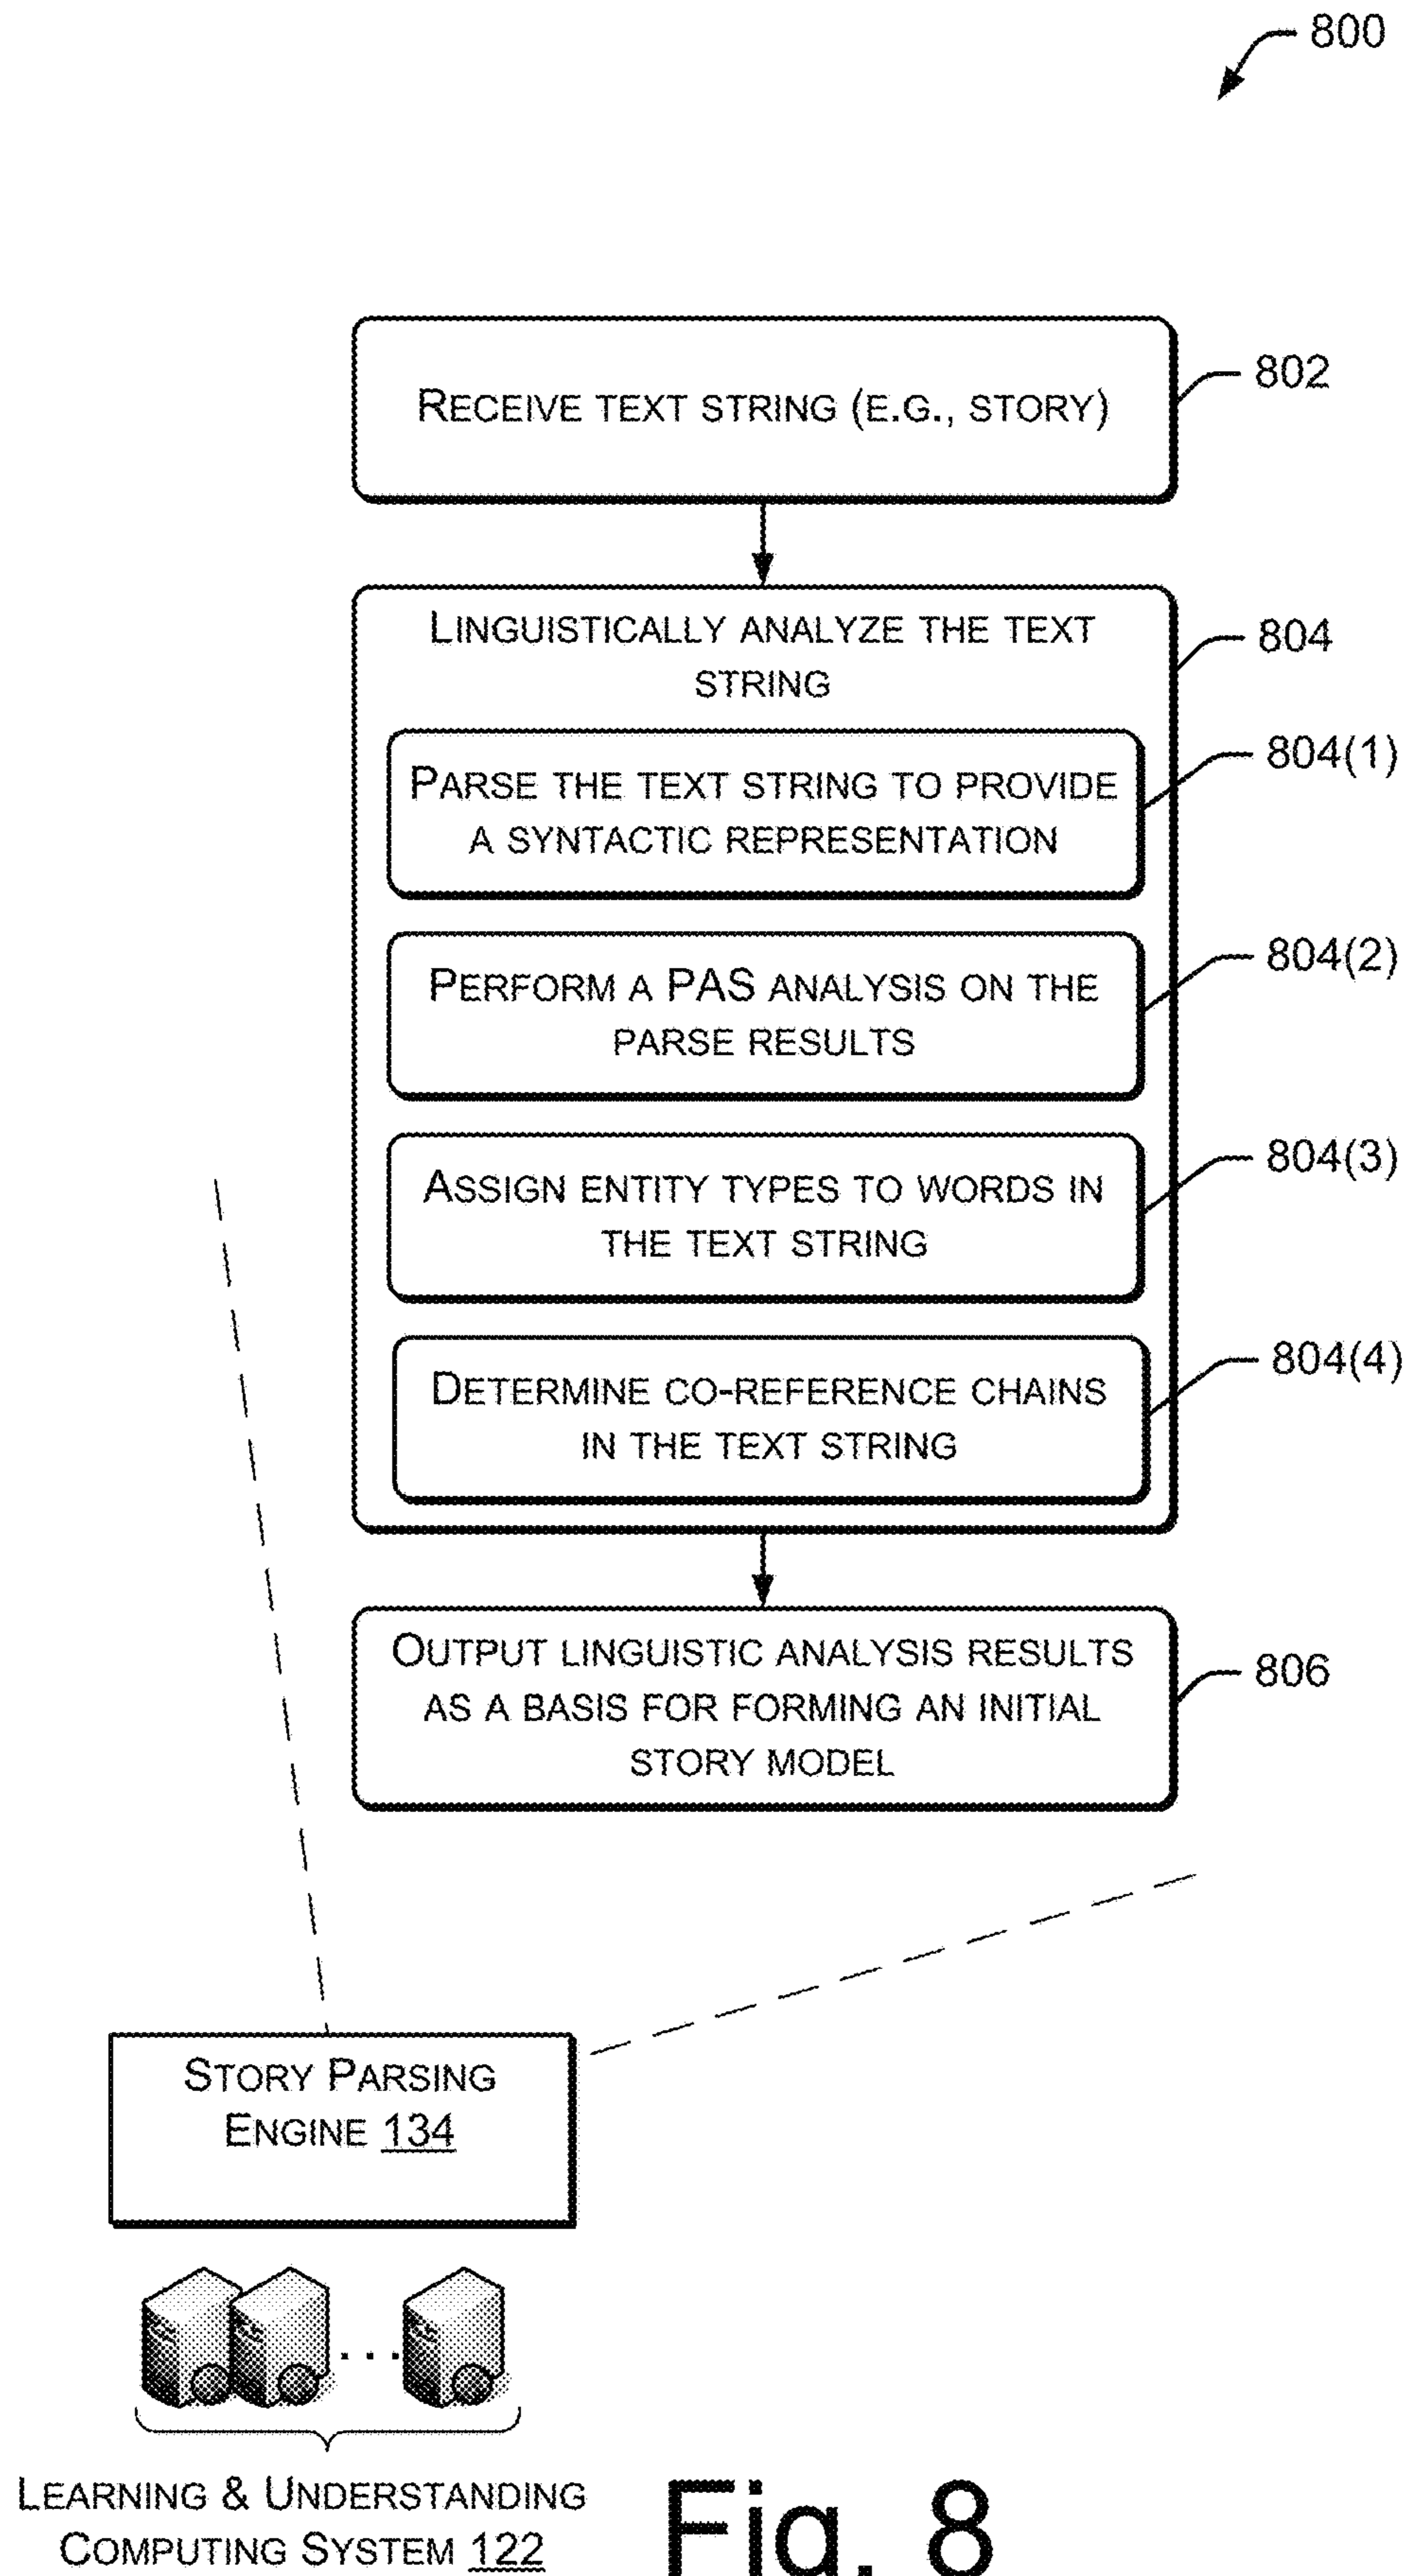 800
RECEIVE TEXT STRING (E.G., STORY)
802
LINGUISTICALLY ANALYZE THE TEXT
STRING
804
PARSE THE TEXT STRING TO PROVIDE
A SYNTACTIC REPRESENTATION
804(1)
PERFORM A PAS ANALYSIS ON THE
PARSE RESULTS
804(2)
ASSIGN ENTITY TYPES TO WORDS IN
THE TEXT STRING
804(3)
DETERMINE CO-REFERENCE CHAINS
IN THE TEXT STRING
804(4)
OUTPUT LINGUISTIC ANALYSIS RESULTS
AS A BASIS FOR FORMING AN INITIAL
STORY MODEL
806
STORY PARSING
ENGINE 134
. . .
LEARNING & UNDERSTANDING
COMPUTING SYSTEM 122
Fig. 8